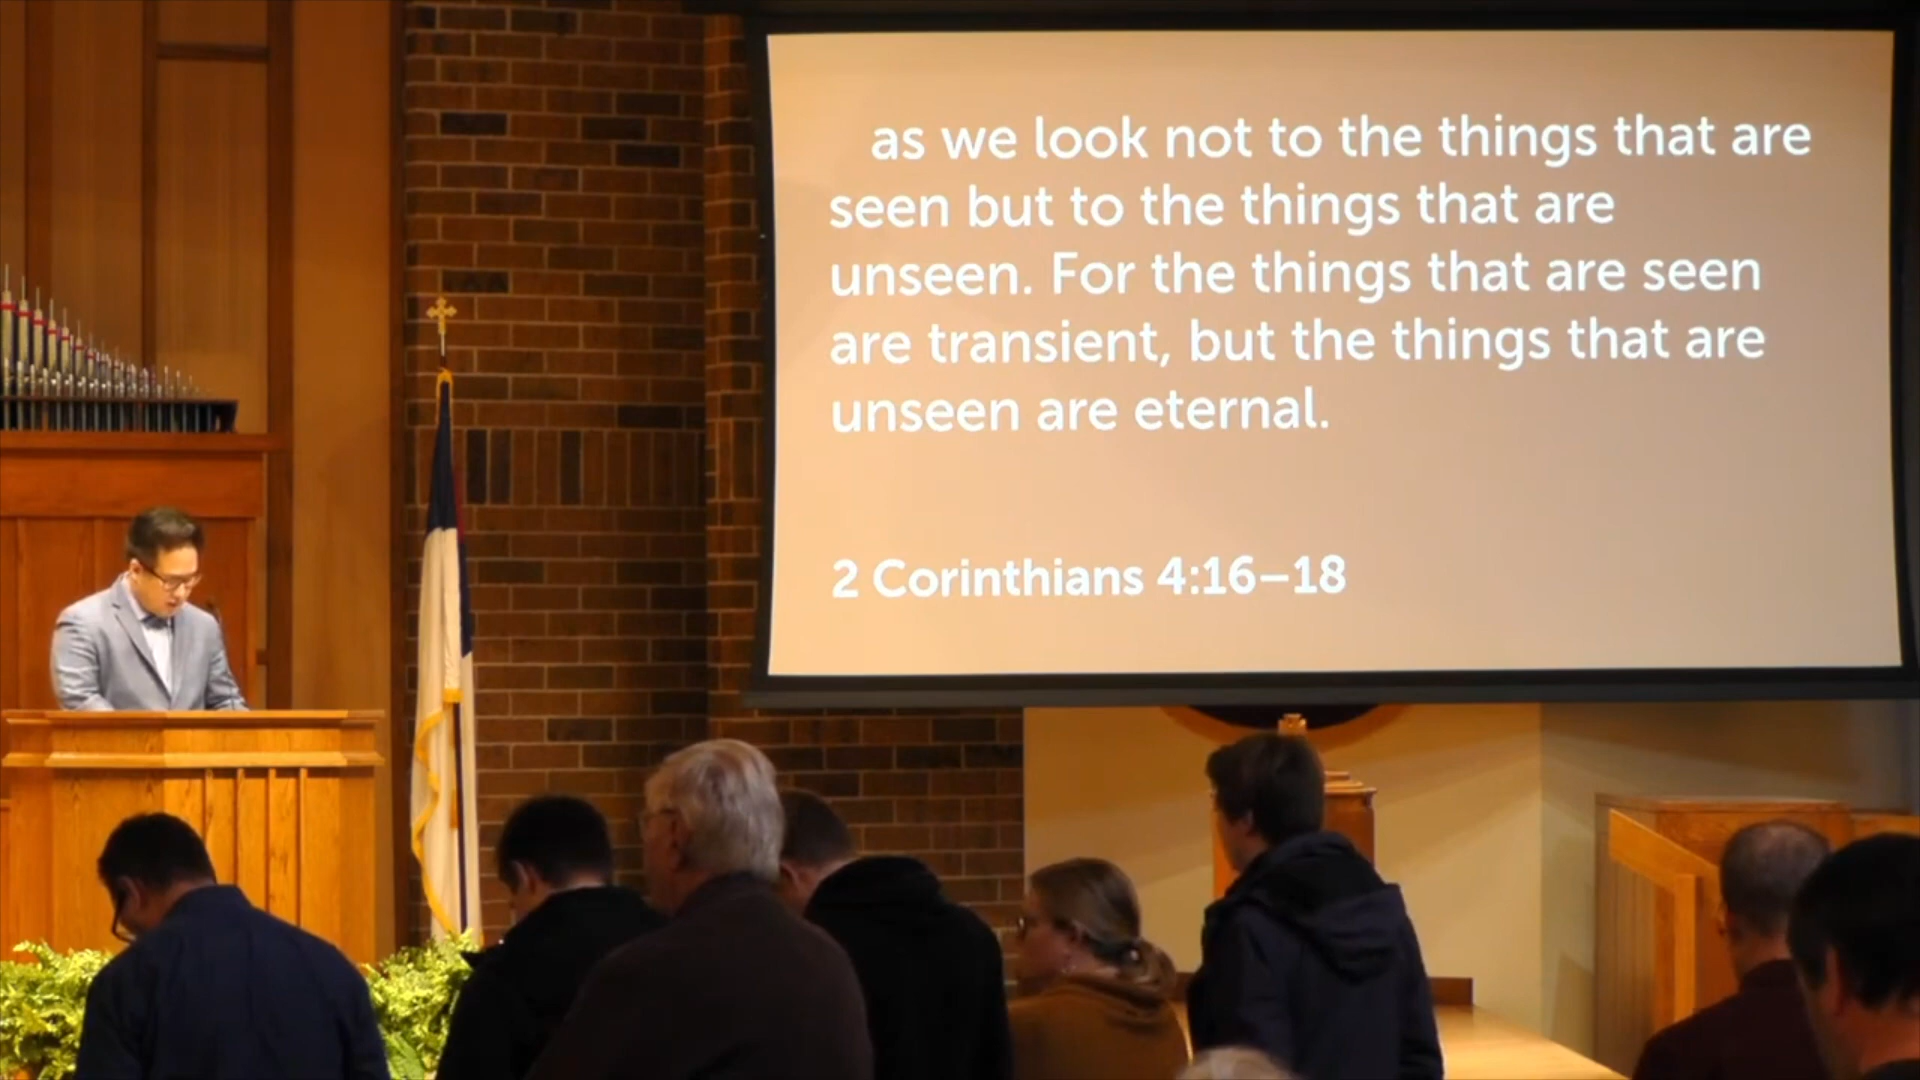 as we look not to the things that are
seen but to the things that are
unseen. For the things that are seen
are transient, but the things that are
unseen are eternal.
2 Corinthians 4:16–18